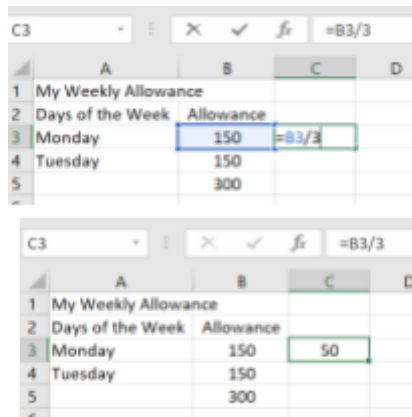 C3 =B3/3
A B C D
1 My Weekly Allowance
2 Days of the Week Allowance
3 Monday 150 =B3/3
4 Tuesday 150
5 300
C3 =B3/3
A B C D
1 My Weekly Allowance
2 Days of the Week Allowance
3 Monday 150 50
4 Tuesday 150
5 300